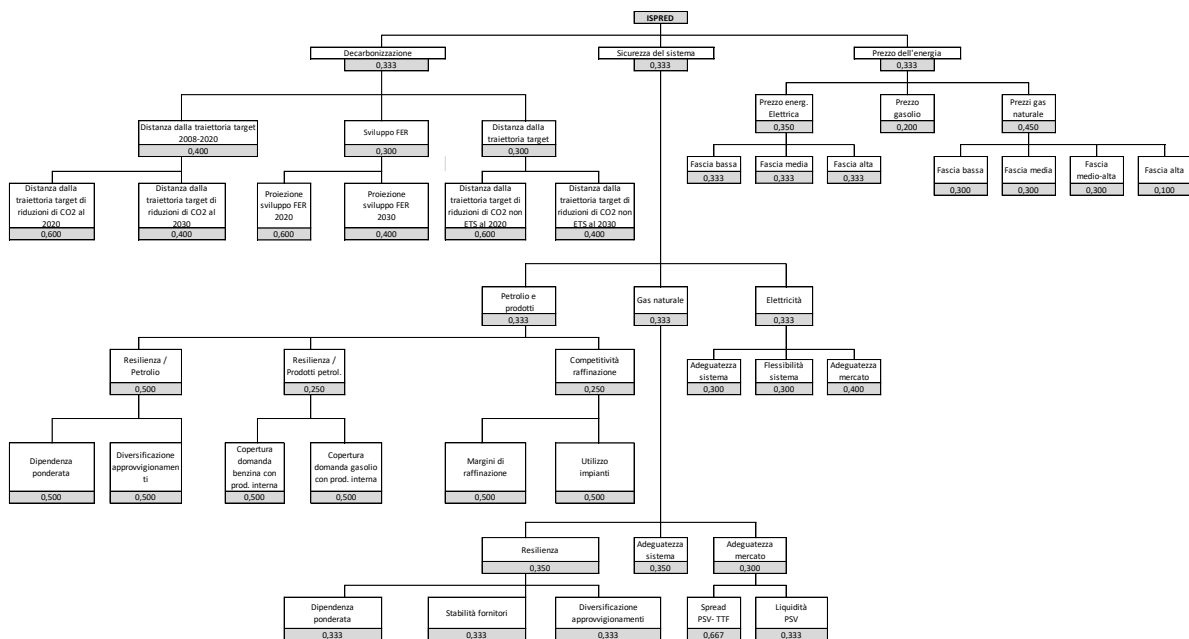 ISPRED
Decarbonizzazione
0,333
Sicurezza del sistema
0,333
Prezzo dell'energia
0,333
Distanza dalla traiettoria target
2008-2020
0,400
Sviluppo FER
0,300
Distanza dalla
traiettoria target
0,300
Prezzo energ.
Elettrica
0,350
Prezzo
gasolio
0,200
Prezzi gas
naturale
0,450
Fascia bassa
0,333
Fascia media
0,333
Fascia alta
0,333
Fascia bassa
0,300
Fascia media
0,300
Fascia
medio-alta
0,300
Fascia alta
0,100
Distanza dalla
traiettoria target di
riduzioni di CO2 al
2020
0,600
Distanza dalla
traiettoria target
di riduzioni di CO2
al 2030
0,400
Proiezione
sviluppo FER
2020
0,600
Proiezione
sviluppo FER
2030
0,400
Distanza dalla
traiettoria target
di riduzioni di CO2 non
ETS al 2020
0,600
Distanza dalla
traiettoria target
di riduzioni di CO2 non
ETS al 2030
0,400
Petrolio e
prodotti
0,333
Gas naturale
0,333
Elettricità
0,333
Resilienza /
Petrolio
0,500
Resilienza /
Prodotti petrol.
0,250
Competitività
raffinazione
0,250
Adeguatezza
sistema
0,300
Flessibilità
sistema
0,300
Adeguatezza
mercato
0,400
Dipendenza
ponderata
0,500
Diversificazione
approvvigionamen
ti
0,500
Copertura
domanda
benzina con
prod. interna
0,500
Copertura
domanda gasolio
con prod. interna
0,500
Margini di
raffinazione
0,500
Utilizzo
impianti
0,500
Resilienza
0,350
Adeguatezza
sistema
0,350
Adeguatezza
mercato
0,300
Dipendenza
ponderata
0,333
Stabilità fornitori
0,333
Diversificazione
approvvigionamenti
0,333
Spread
PSV- TTF
0,667
Liquidità
PSV
0,333